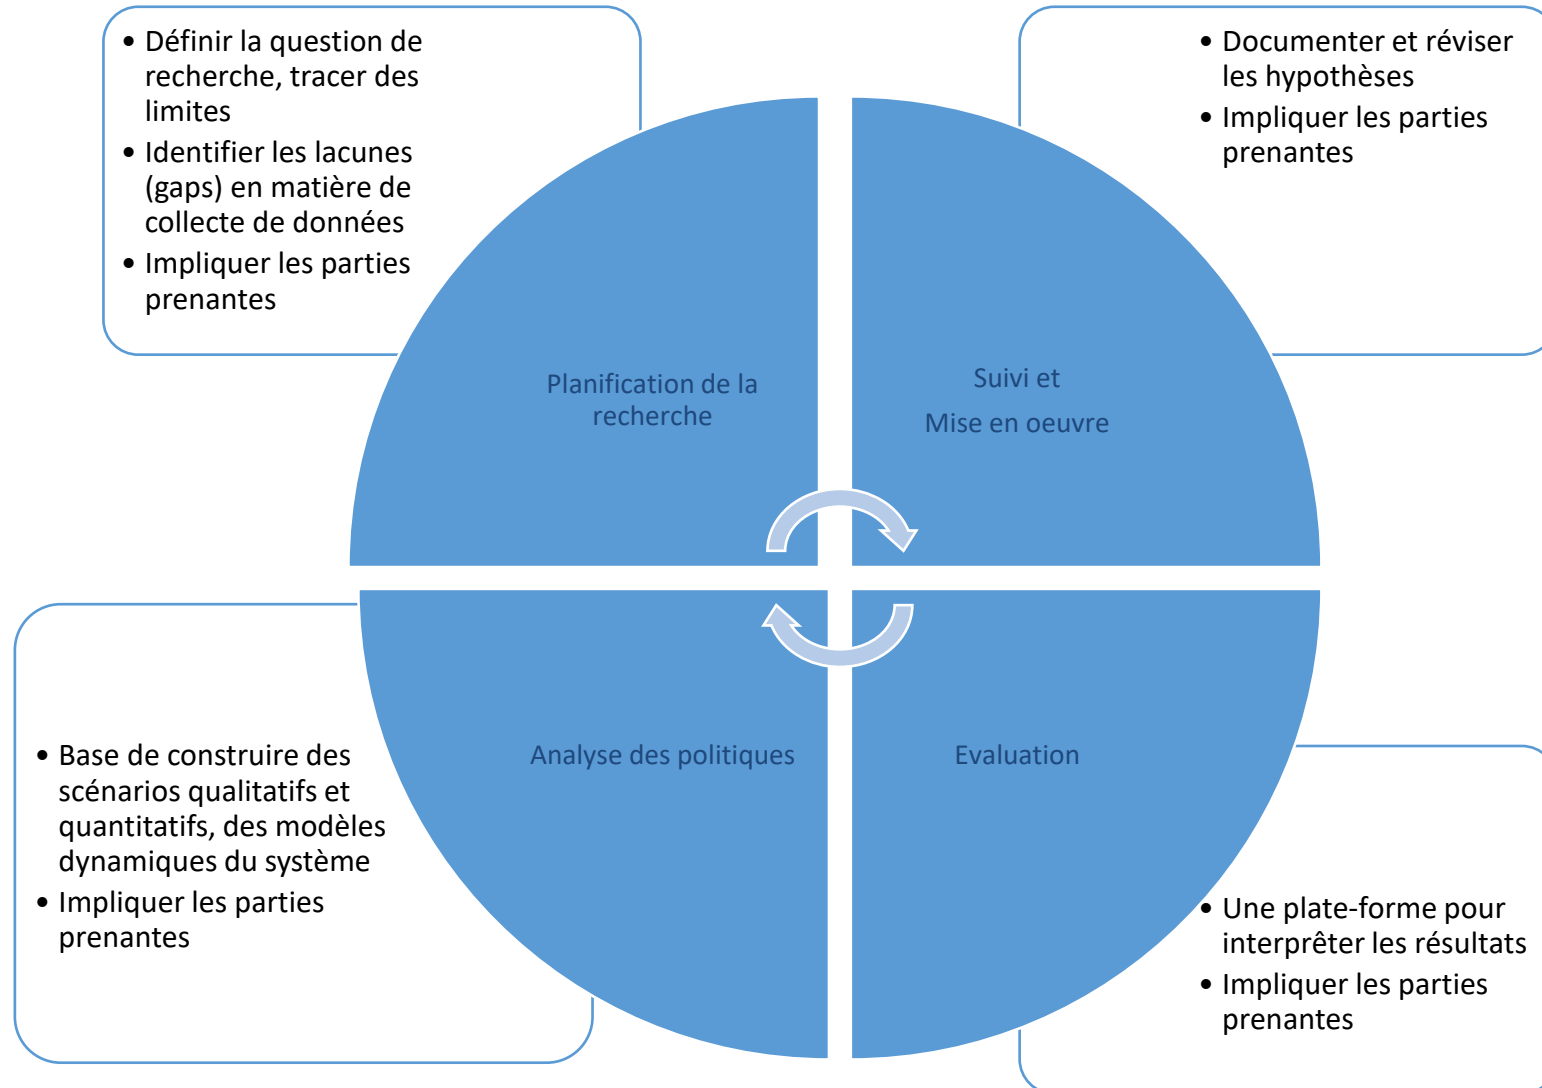 • Définir la question de
recherche, tracer des
limites
• Identifier les lacunes
(gaps) en matière de
collecte de données
• Impliquer les parties
prenantes
• Documenter et réviser
les hypothèses
• Impliquer les parties
prenantes
Planification de la
recherche
Suivi et
Mise en oeuvre
Analyse des politiques
Evaluation
• Base de construire des
scénarios qualitatifs et
quantitatifs, des modèles
dynamiques du système
• Impliquer les parties
prenantes
• Une plate-forme pour
interprêter les résultats
• Impliquer les parties
prenantes